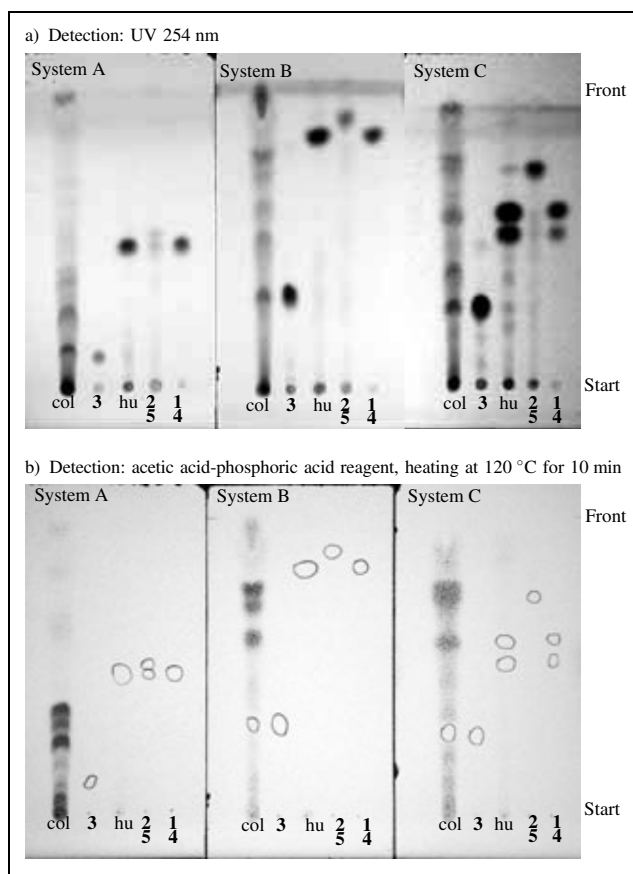 a) Detection: UV 254 nm
System A System B System C
Front
Start
col 3 hu 2 1 col 3 hu 2 1 col 3 hu 2 1
5 4 5 4 5 4
b) Detection: acetic acid-phosphoric acid reagent, heating at 120 °C for 10 min
System A System B System C
Front
Start
col 3 hu 2 1 col 3 hu 2 1 col 3 hu 2 1
5 4 5 4 5 4